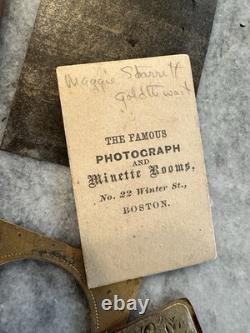 Maggie Starrett
Goldthwait
THE FAMOUS
PHOTOGRAPH
AND
Minette Rooms,
No. 22 Winter St.,
BOSTON.